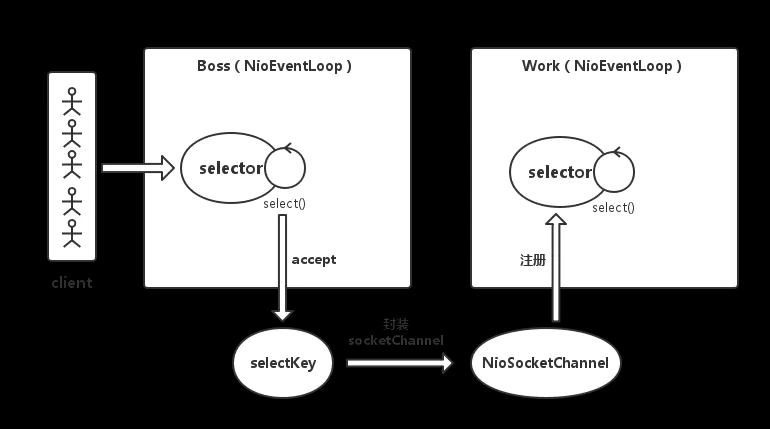 Boss ( NioEventLoop )
Work ( NioEventLoop )
selector
select()
selector
select()
client
accept
注册
封装
socketChannel
selectKey
NioSocketChannel